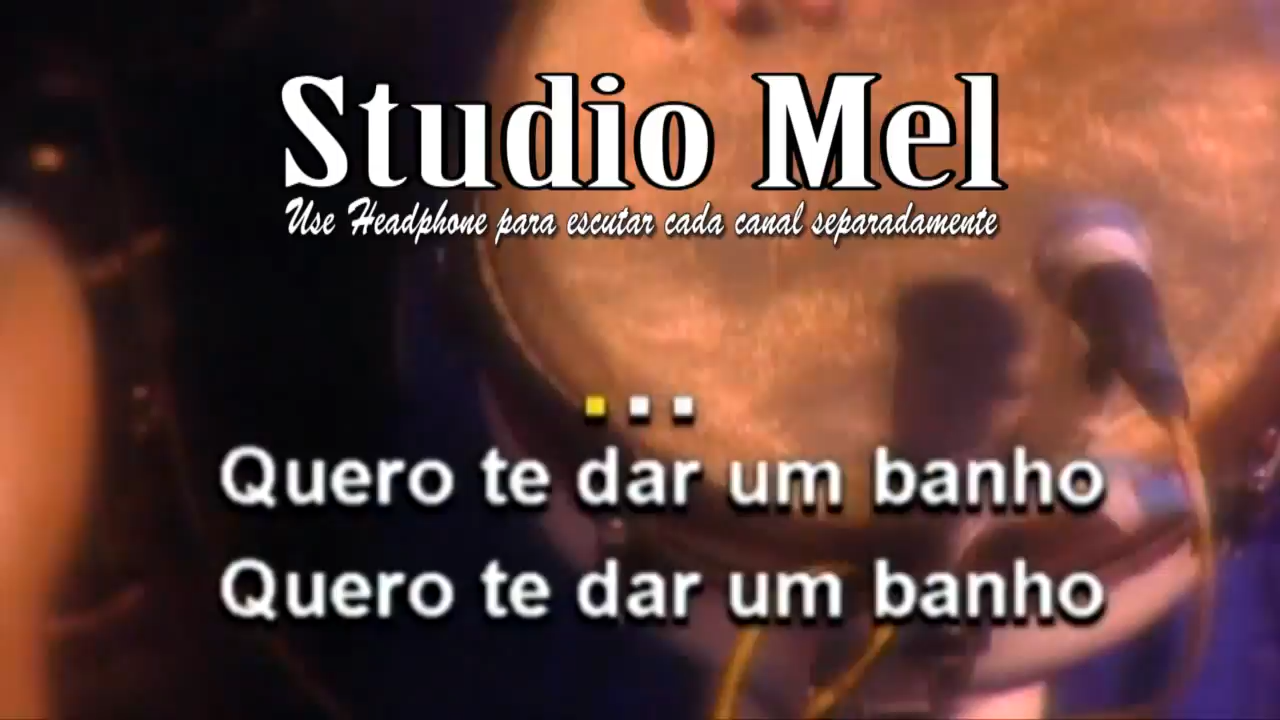 Studio Mel
Use Headphone para escutar cada canal separadamente
Quero te dar um banho
Quero te dar um banho